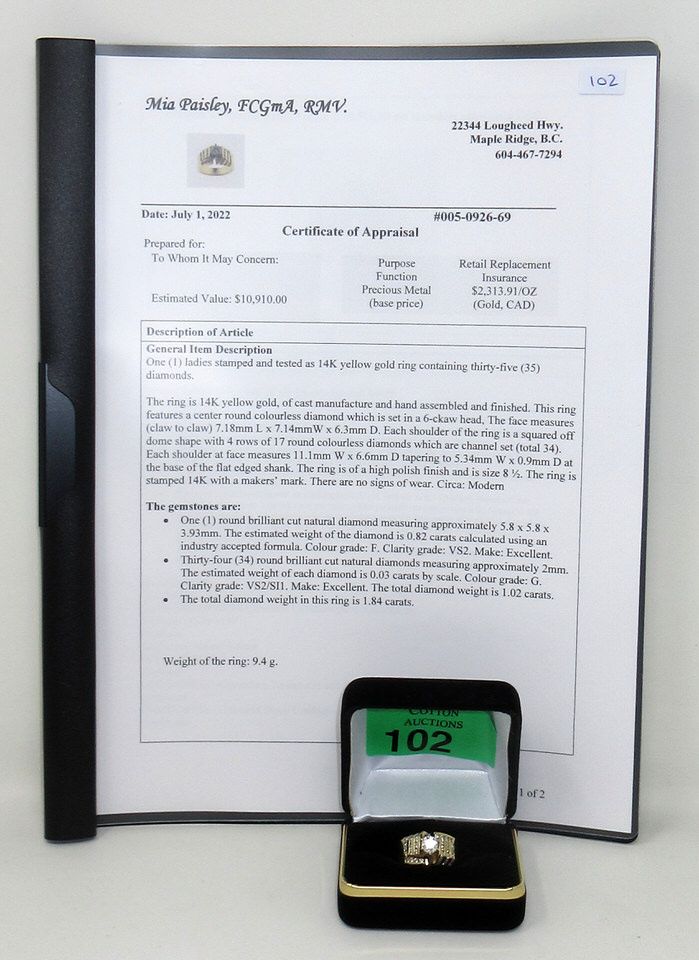 102
Mia Paisley, FCGmA, RMV.
22344 Lougheed Hwy.
Maple Ridge, B.C.
604-467-7294
Date: July 1, 2022
#005-0926-69
Certificate of Appraisal
Prepared for:
To Whom It May Concern:
Estimated Value: $10,910.00
Purpose
Function
Precious Metal
(base price)
Retail Replacement
Insurance
$2,313.91/OZ
(Gold, CAD)
Description of Article
General Item Description
One (1) ladies stamped and tested as 14K yellow gold ring containing thirty-five (35)
diamonds.
The ring is 14K yellow gold, of cast manufacture and hand assembled and finished. This ring
features a center round colourless diamond which is set in a 6-ckaw head, The face measures
(claw to claw) 7.18mm L x 7.14mmW x 6.3mm D. Each shoulder of the ring is a squared off
dome shape with 4 rows of 17 round colourless diamonds which are channel set (total 34).
Each shoulder at face measures 11.1mm W x 6.6mm D tapering to 5.34mm W x 0.9mm D at
the base of the flat edged shank. The ring is of a high polish finish and is size 8 ½. The ring is
stamped 14K with a makers' mark. There are no signs of wear. Circa: Modern
The gemstones are:
• One (1) round brilliant cut natural diamond measuring approximately 5.8 x 5.8 x
3.93mm. The estimated weight of the diamond is 0.82 carats calculated using an
industry accepted formula. Colour grade: F. Clarity grade: VS2. Make: Excellent.
• Thirty-four (34) round brilliant cut natural diamonds measuring approximately 2mm.
The estimated weight of each diamond is 0.03 carats by scale. Colour grade: G.
Clarity grade: VS2/SI1. Make: Excellent. The total diamond weight is 1.02 carats.
• The total diamond weight in this ring is 1.84 carats.
Weight of the ring: 9.4 g.
1 of 2
COTTON
AUCTIONS
102